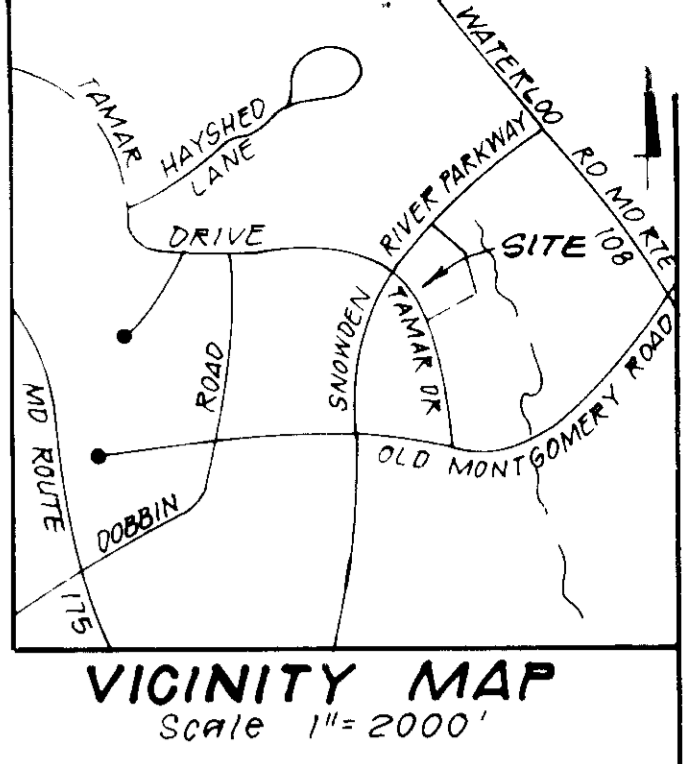 WATERLOO RD MD RTE 108
TAMAR
HAYSHED
LANE
DRIVE
SNOWDEN RIVER PARKWAY
SITE
TAMAR DR
ROAD
MD ROUTE 175
DOBBIN
OLD MONTGOMERY ROAD
VICINITY MAP
Scale 1"= 2000'